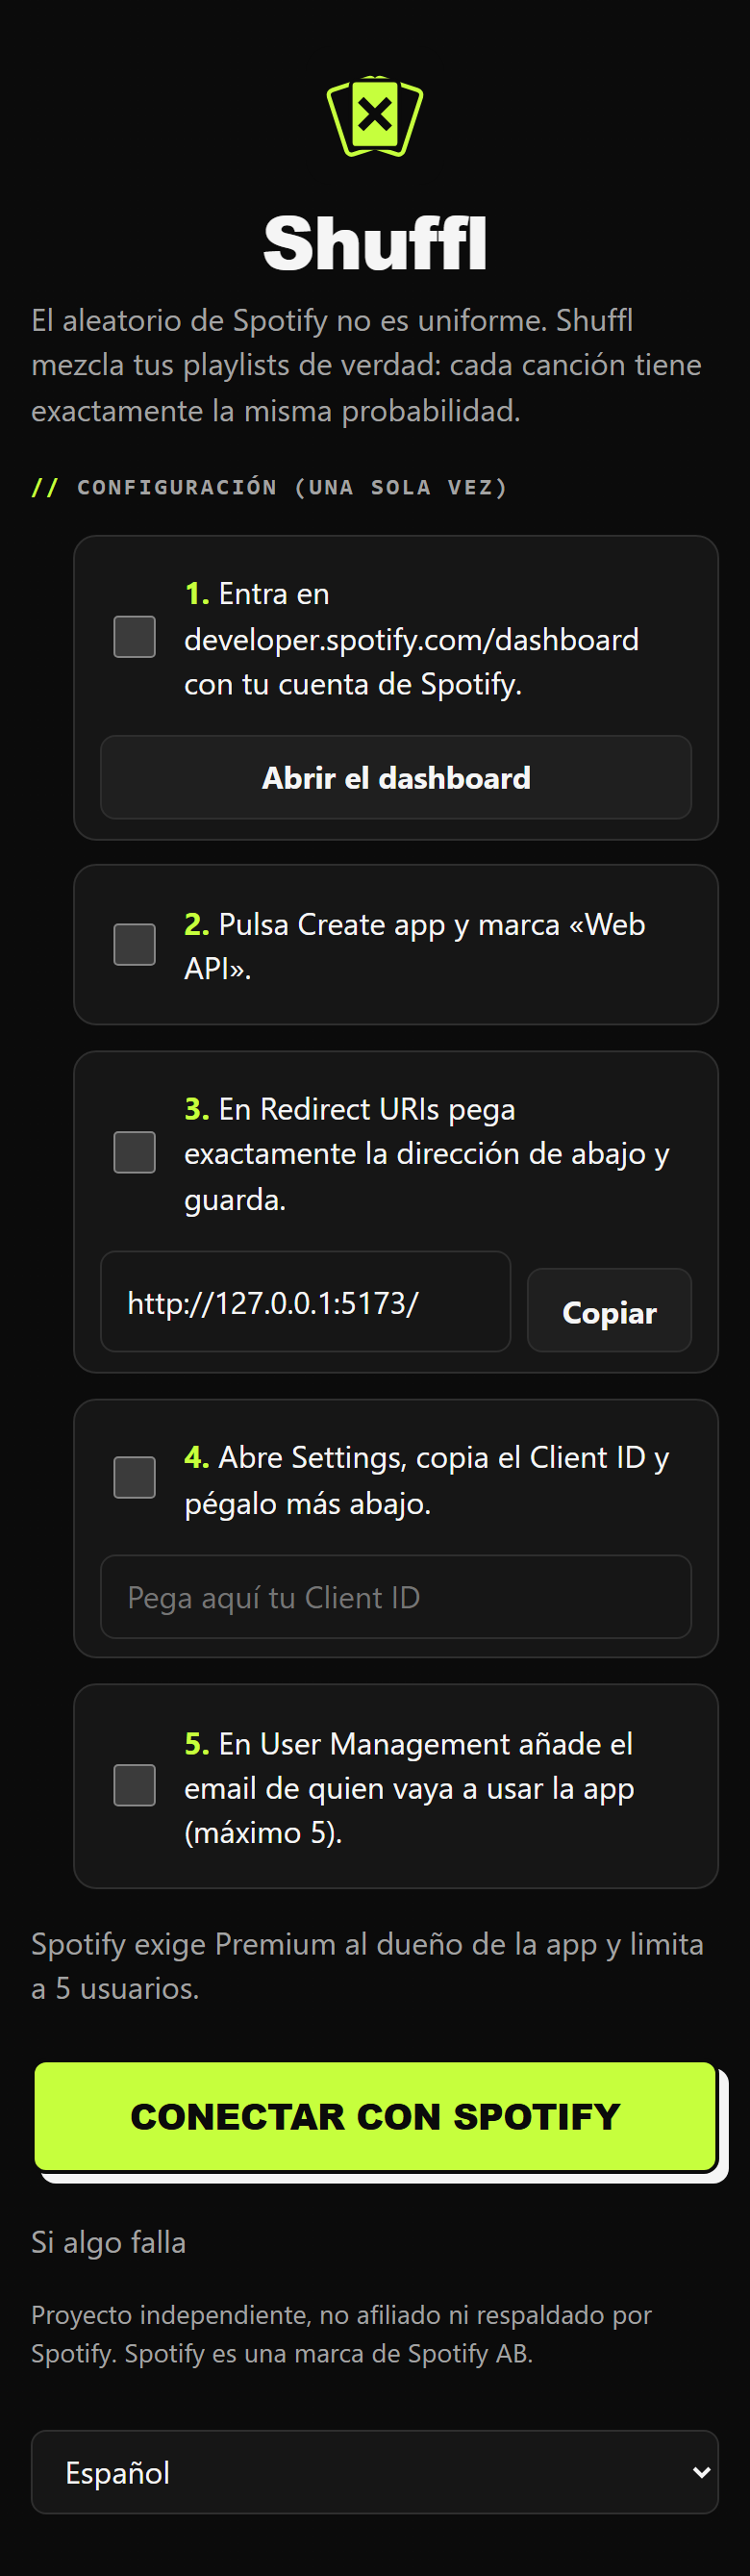 Shuffl
El aleatorio de Spotify no es uniforme. Shuffl
mezcla tus playlists de verdad: cada canción tiene
exactamente la misma probabilidad.
// CONFIGURACIÓN (UNA SOLA VEZ)
1. Entra en
developer.spotify.com/dashboard
con tu cuenta de Spotify.
Abrir el dashboard
2. Pulsa Create app y marca «Web
API».
3. En Redirect URIs pega
exactamente la dirección de abajo y
guarda.
http://127.0.0.1:5173/
Copiar
4. Abre Settings, copia el Client ID y
pégalo más abajo.
Pega aquí tu Client ID
5. En User Management añade el
email de quien vaya a usar la app
(máximo 5).
Spotify exige Premium al dueño de la app y limita
a 5 usuarios.
CONECTAR CON SPOTIFY
Si algo falla
Proyecto independiente, no afiliado ni respaldado por
Spotify. Spotify es una marca de Spotify AB.
Español